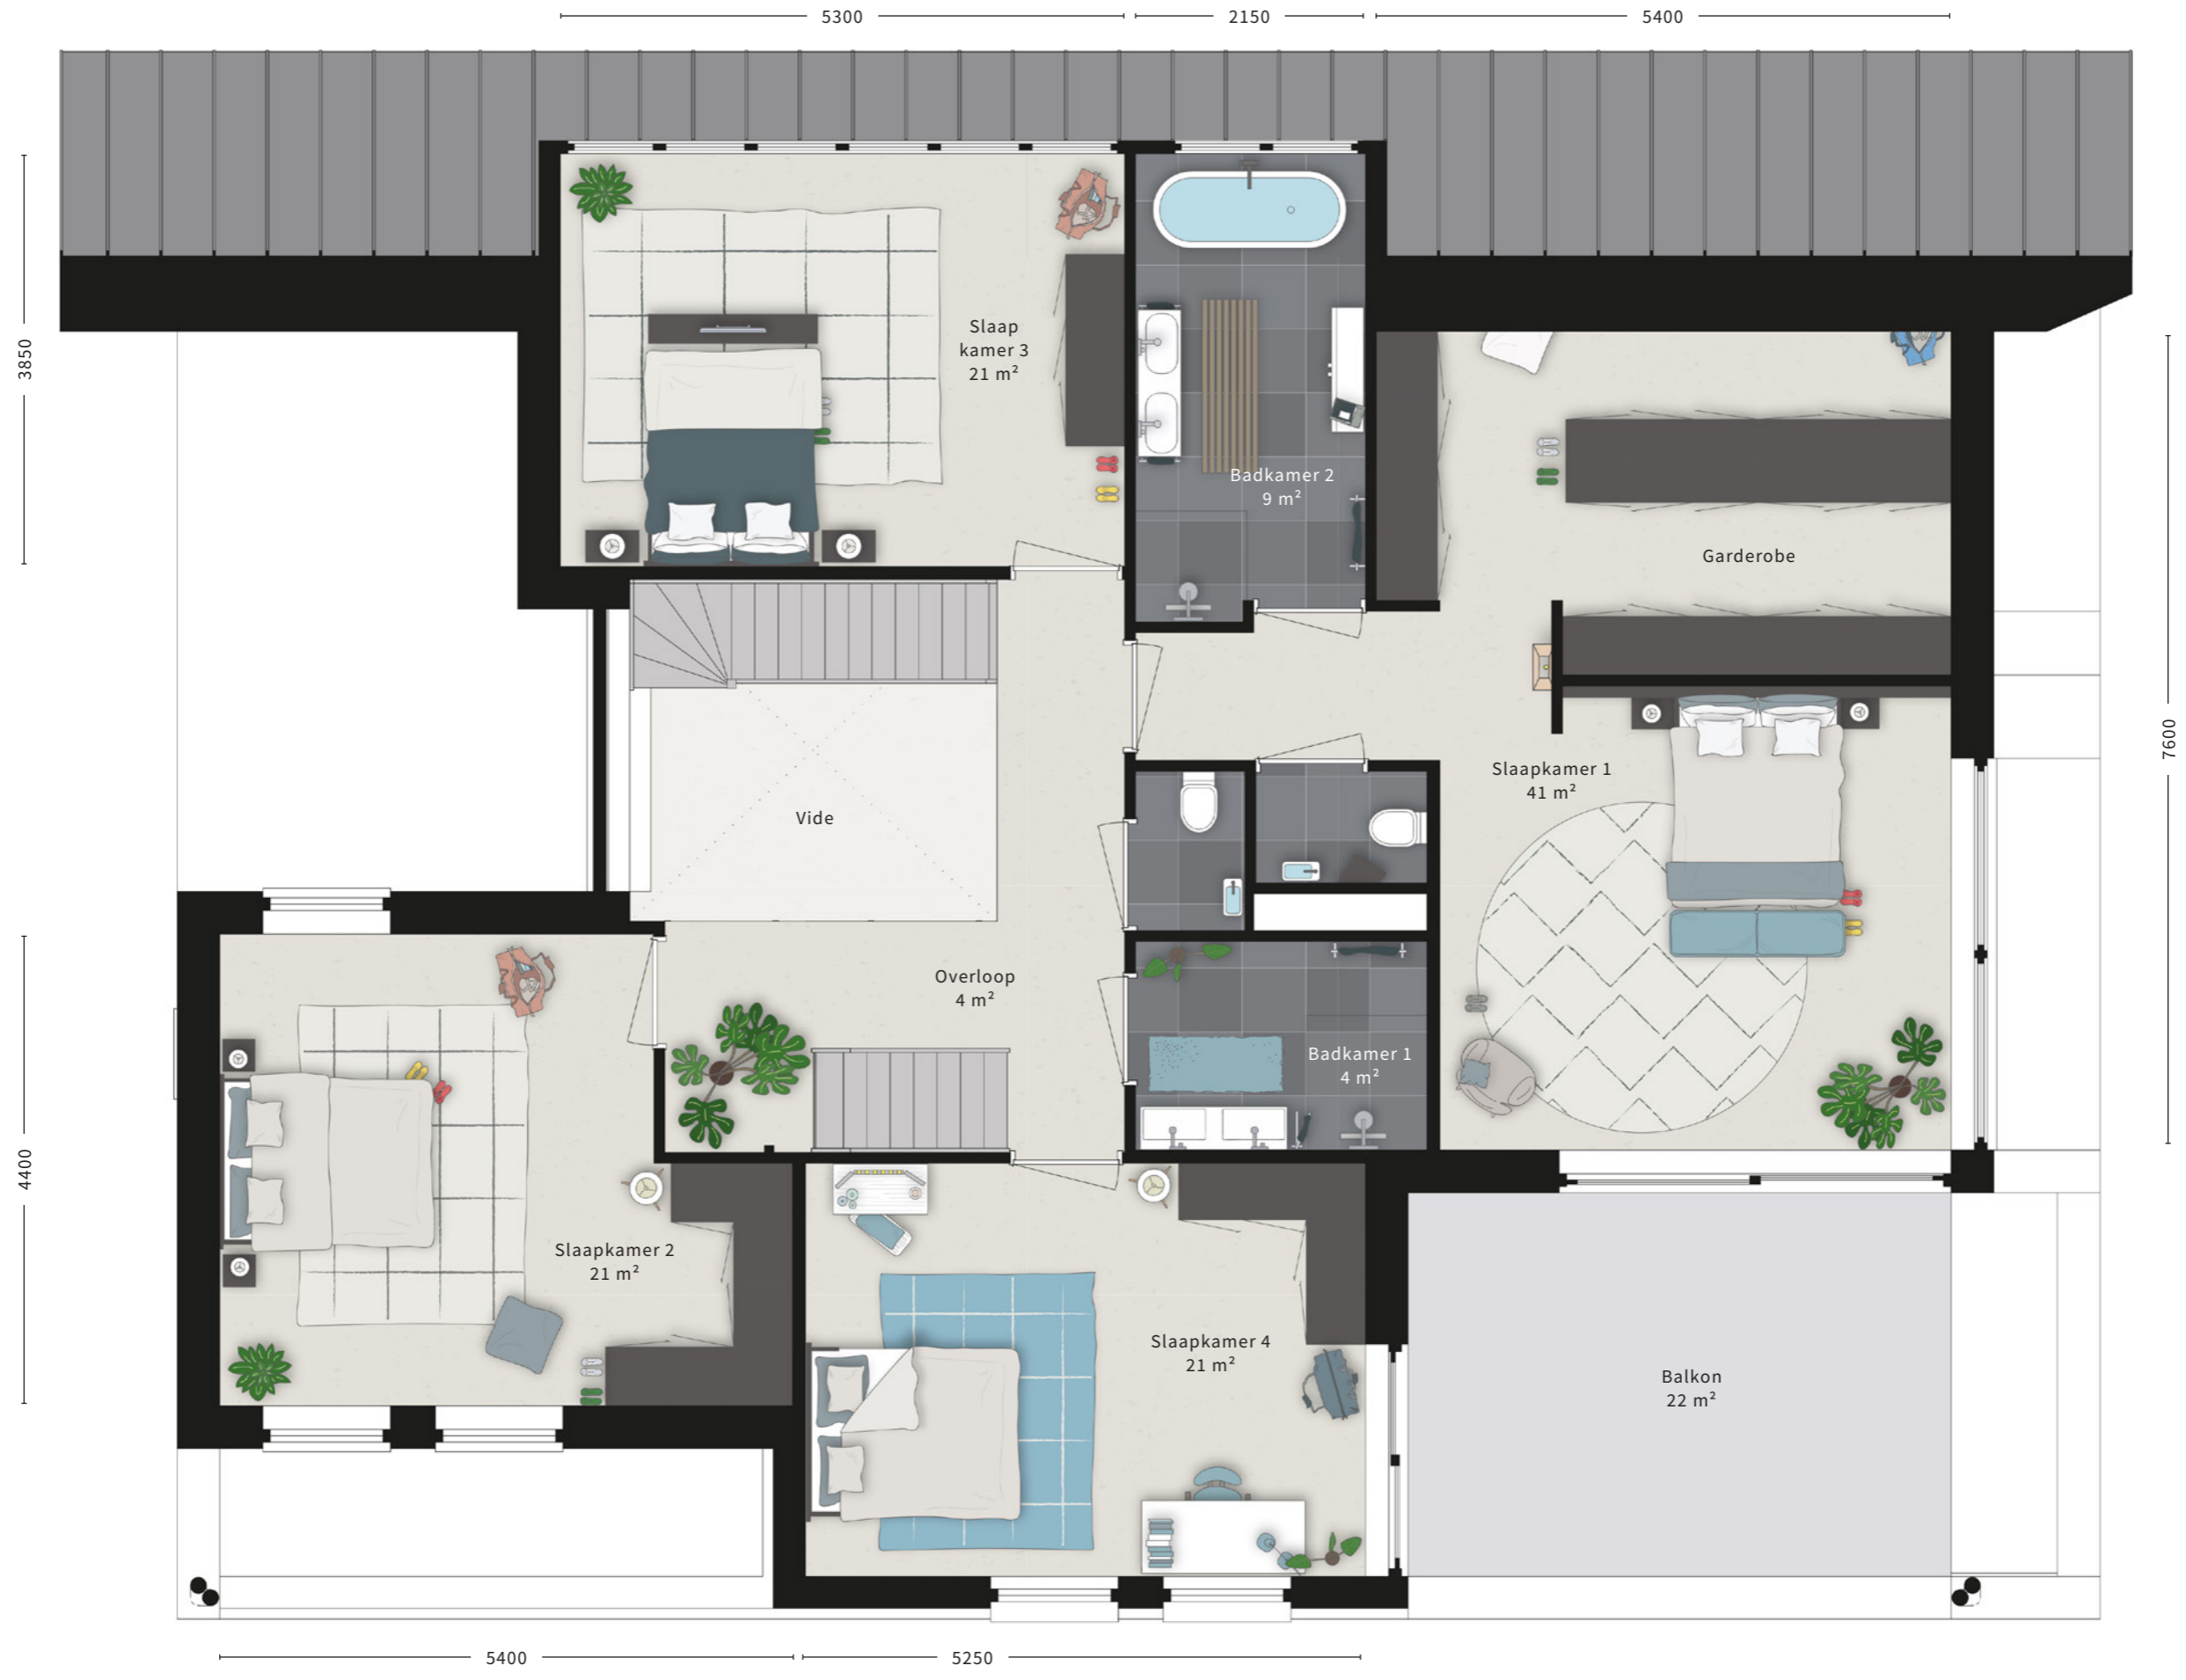 5300
2150
5400
3850
Slaap
kamer 3
21 m²
Badkamer 2
9 m²
Garderobe
7600
Slaapkamer 1
41 m²
Vide
Overloop
4 m²
Badkamer 1
4 m²
4400
Slaapkamer 2
21 m²
Slaapkamer 4
21 m²
Balkon
22 m²
5400
5250